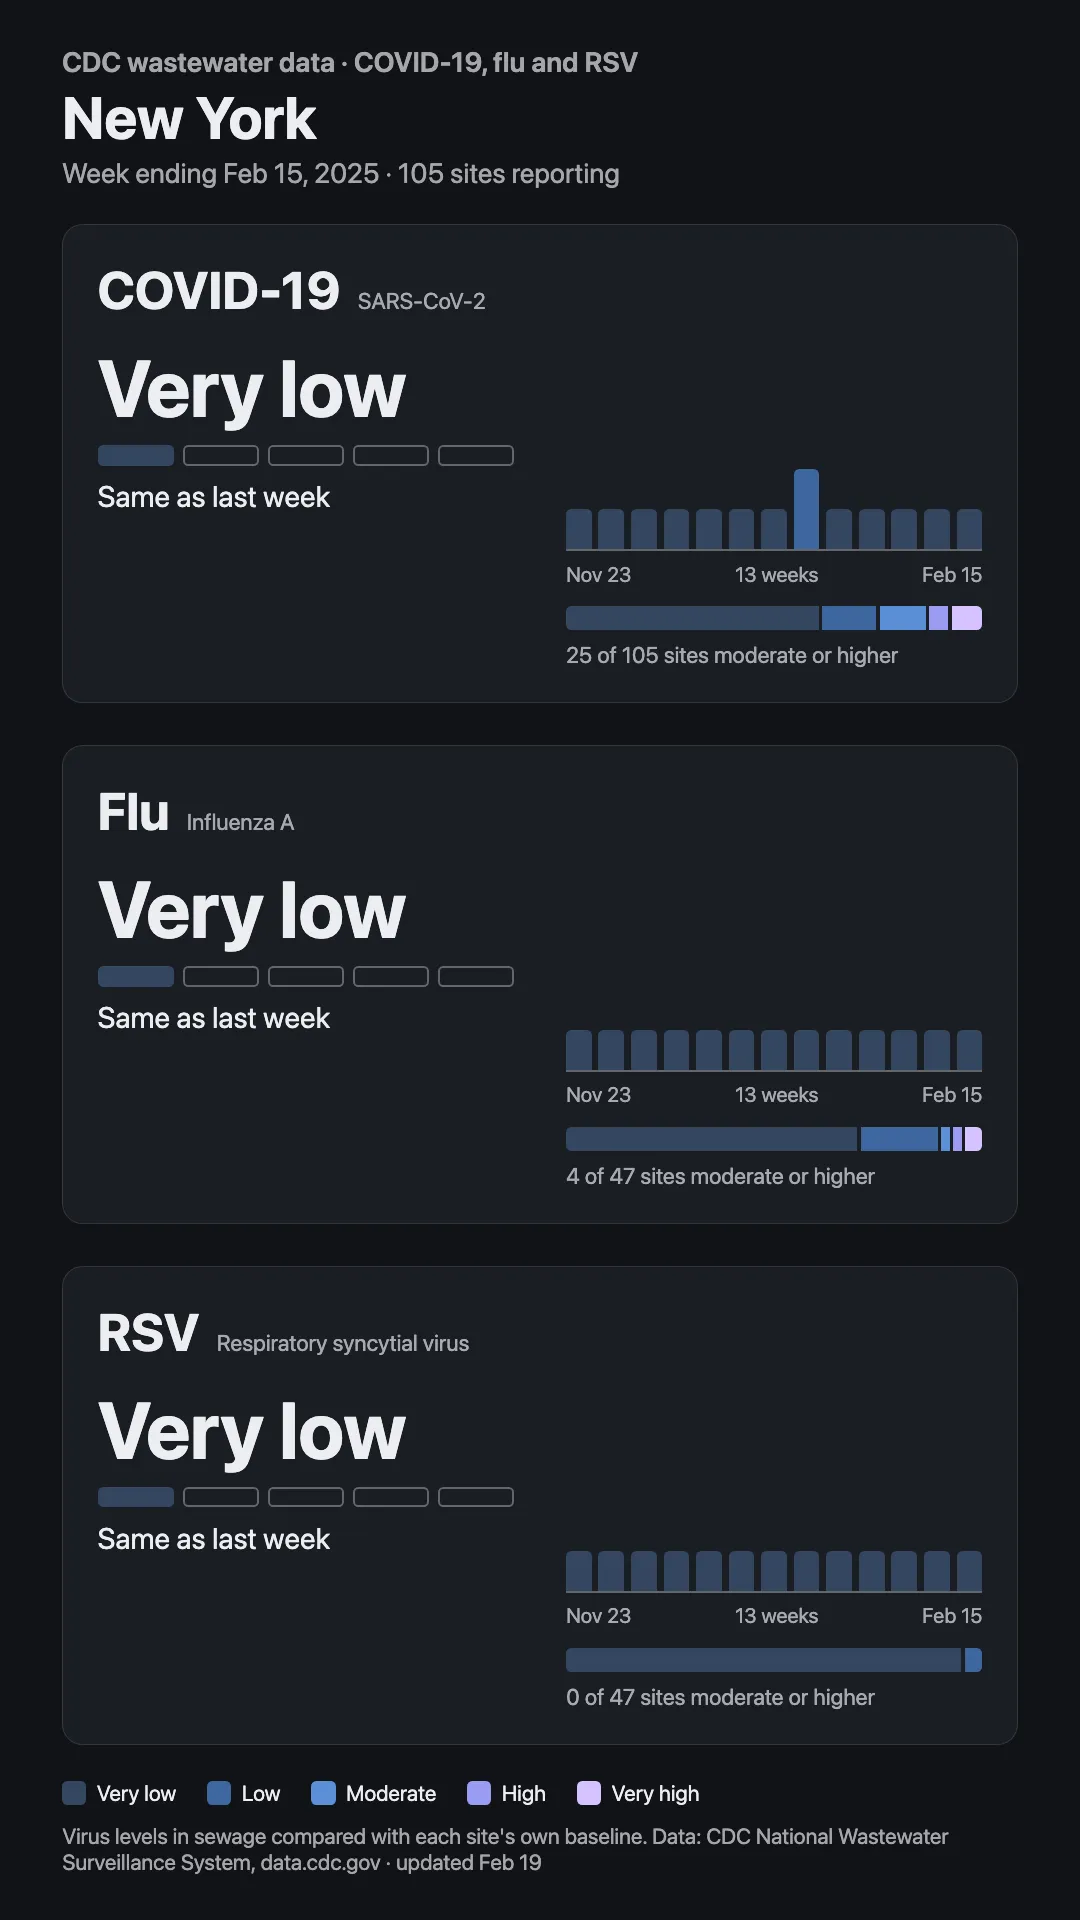 CDC wastewater data · COVID-19, flu and RSV
New York
Week ending Feb 15, 2025 · 105 sites reporting
COVID-19 SARS-CoV-2
Very low
Same as last week
Nov 23 13 weeks Feb 15
25 of 105 sites moderate or higher
Flu Influenza A
Very low
Same as last week
Nov 23 13 weeks Feb 15
4 of 47 sites moderate or higher
RSV Respiratory syncytial virus
Very low
Same as last week
Nov 23 13 weeks Feb 15
0 of 47 sites moderate or higher
Very low Low Moderate High Very high
Virus levels in sewage compared with each site's own baseline. Data: CDC National Wastewater
Surveillance System, data.cdc.gov · updated Feb 19